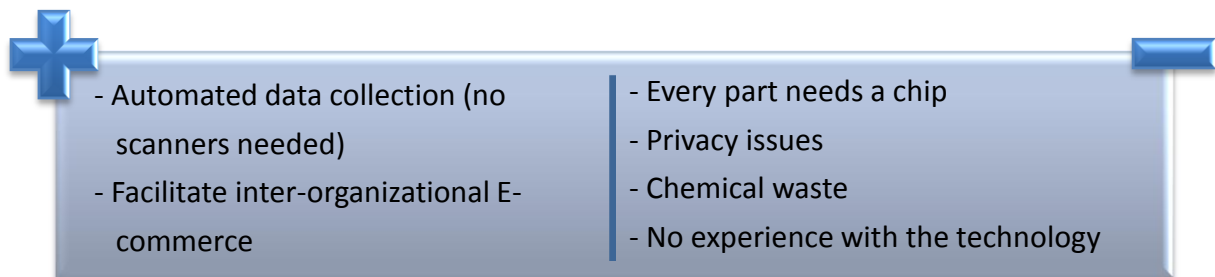 - Automated data collection (no
scanners needed)
- Facilitate inter-organizational E-
commerce
- Every part needs a chip
- Privacy issues
- Chemical waste
- No experience with the technology